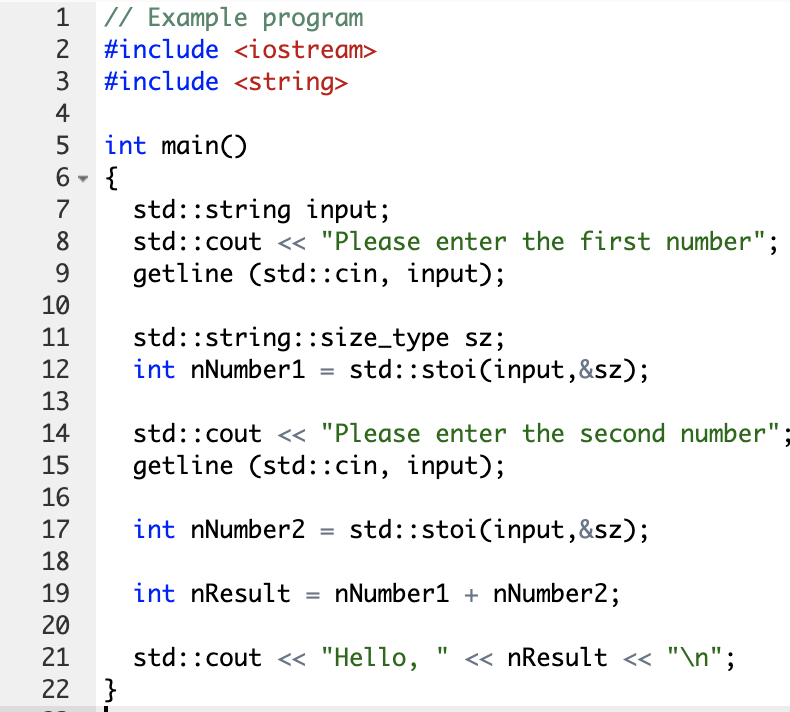 1 // Example program
2 #include <iostream>
3 #include <string>
4
5 int main()
6 {
7 std::string input;
8 std::cout << "Please enter the first number";
9 getline (std::cin, input);
10
11 std::string::size_type sz;
12 int nNumber1 = std::stoi(input,&sz);
13
14 std::cout << "Please enter the second number";
15 getline (std::cin, input);
16
17 int nNumber2 = std::stoi(input,&sz);
18
19 int nResult = nNumber1 + nNumber2;
20
21 std::cout << "Hello, " << nResult << "\n";
22 }